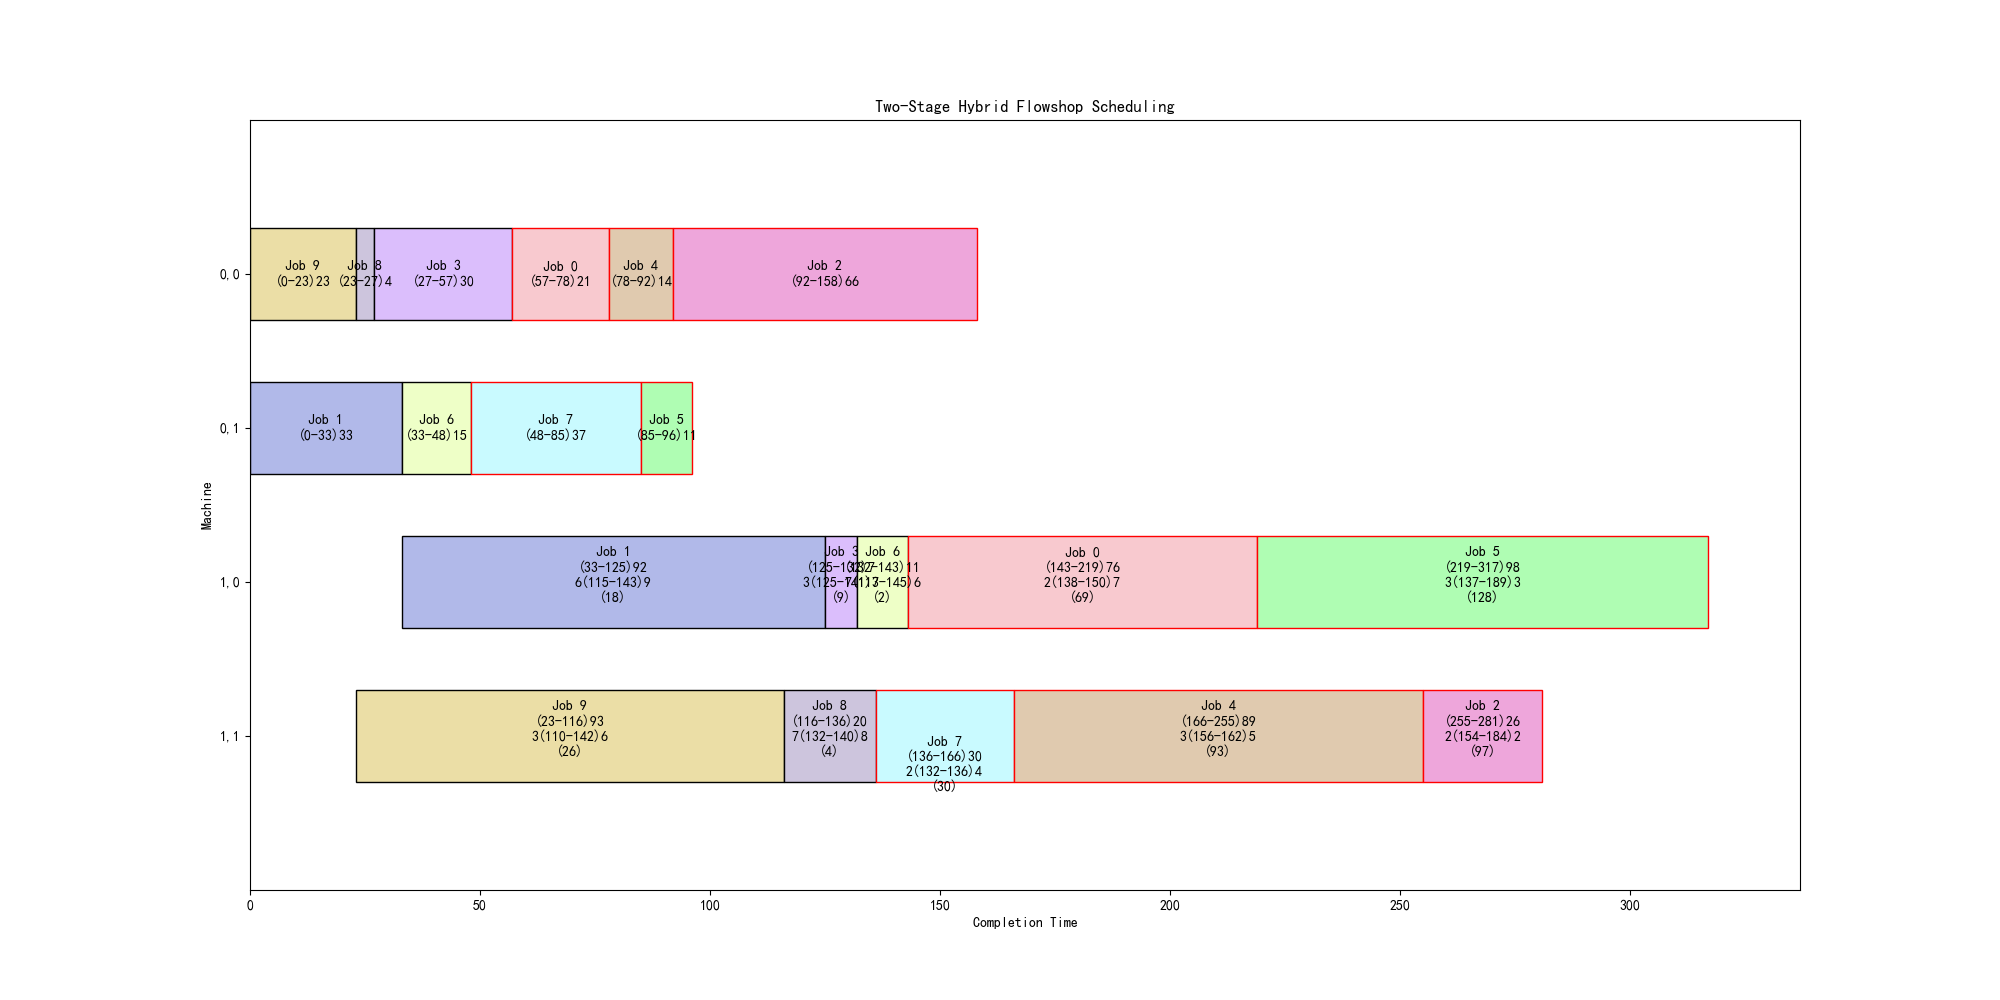 Two-Stage Hybrid Flowshop Scheduling
0,0
Job 9
(0-23)23
Job 8
(23-27)4
Job 3
(27-57)30
Job 0
(57-78)21
Job 4
(78-92)14
Job 2
(92-158)66
0,1
Job 1
(0-33)33
Job 6
(33-48)15
Job 7
(48-85)37
Job 5
(85-96)11
Machine
1,0
Job 1
(33-125)92
6(115-143)9
(18)
Job 3
(125-132)7
(9)
Job 6
(132-143)11
(2)
Job 0
(143-219)76
2(138-150)7
(69)
Job 5
(219-317)98
3(137-189)3
(128)
1,1
Job 9
(23-116)93
3(110-142)6
(26)
Job 8
(116-136)20
7(132-140)8
(4)
Job 7
(136-166)30
2(132-136)4
(30)
Job 4
(166-255)89
3(156-162)5
(93)
Job 2
(255-281)26
2(154-184)2
(97)
0
50
100
150
200
250
300
Completion Time